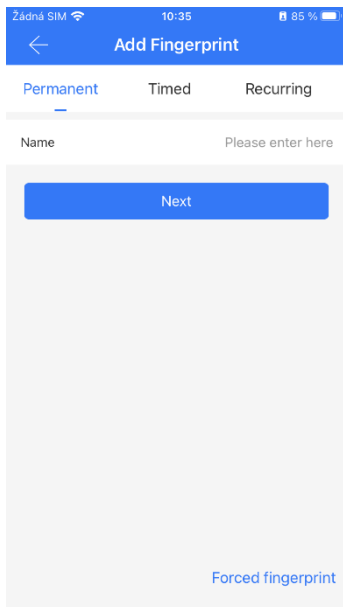 Žádná SIM 10:35 85 %
Add Fingerprint
Permanent Timed Recurring
Name Please enter here
Next
Forced fingerprint